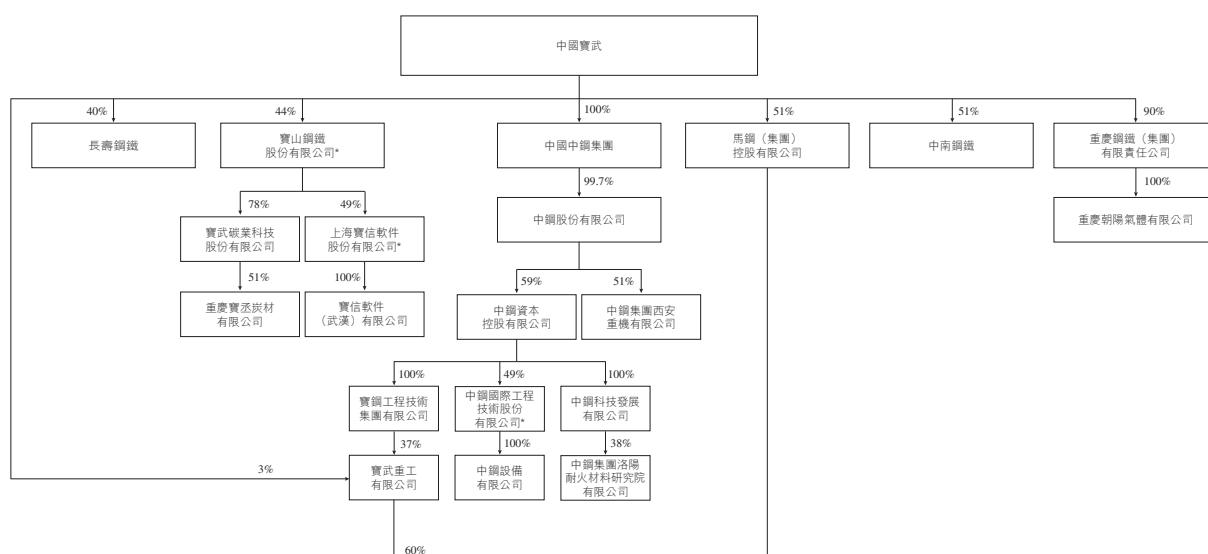 中國寶武
40%
44%
100%
51%
51%
90%
長壽鋼鐵
寶山鋼鐵
股份有限公司*
中國中鋼集團
馬鋼（集團）
控股有限公司
中南鋼鐵
重慶鋼鐵（集團）
有限責任公司
99.7%
100%
78%
49%
寶武碳業科技
股份有限公司
上海寶信軟件
股份有限公司*
中鋼股份有限公司
重慶朝陽氣體有限公司
51%
100%
59%
51%
重慶寶丞炭材
有限公司
寶信軟件
（武漢）有限公司
中鋼資本
控股有限公司
中鋼集團西安
重機有限公司
100%
49%
100%
寶鋼工程技術
集團有限公司
中鋼國際工程
技術股份
有限公司*
中鋼科技發展
有限公司
37%
100%
38%
3%
寶武重工
有限公司
中鋼設備
有限公司
中鋼集團洛陽
耐火材料研究院
有限公司
60%